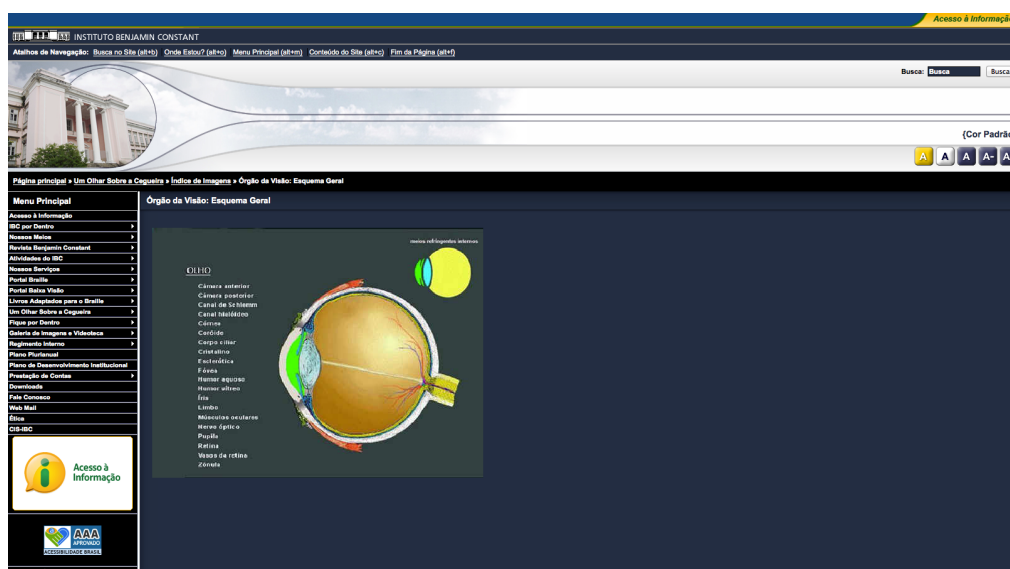 Acesso à Informação
INSTITUTO BENJAMIN CONSTANT
Atalhos de Navegação: Busca no Site (alt+b) Onde Estou? (alt+o) Menu Principal (alt+m) Conteúdo do Site (alt+c) Fim da Página (alt+f)
Busca: Busca Busca
{Cor Padrão
A A A A- A
Página principal » Um Olhar Sobre a Cegueira » Índice de Imagens » Órgão da Visão: Esquema Geral
Menu Principal
Acesso à Informação
IBC por Dentro
Nossos Meios
Revista Benjamin Constant
Atividades do IBC
Nossos Serviços
Portal Braille
Portal Baixa Visão
Livros Adaptados para o Braille
Um Olhar Sobre a Cegueira
Fique por Dentro
Galeria de Imagens e Videoteca
Regimento Interno
Plano Plurianual
Plano de Desenvolvimento Institucional
Prestação de Contas
Downloads
Fale Conosco
Web Mail
Ética
CIS-IBC
Acesso à
Informação
AAA
APROVADO
ACESSIBILIDADE BRASIL
Órgão da Visão: Esquema Geral
meios refringentes internos
OLHO
Câmara anterior
Câmara posterior
Canal de Schlemm
Canal hialóideo
Córnea
Coróide
Corpo ciliar
Cristalino
Esclerótica
Fóvea
Humor aquoso
Humor vítreo
Íris
Limbo
Músculos oculares
Nervo óptico
Pupila
Retina
Vasos da retina
Zônula